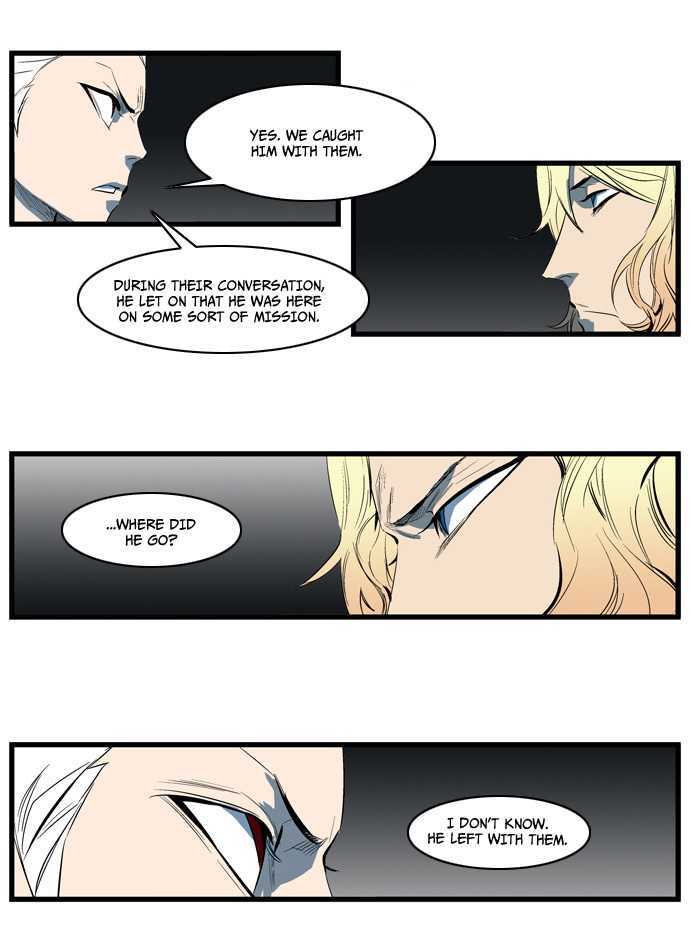 YES. WE CAUGHT
HIM WITH THEM.
DURING THEIR CONVERSATION,
HE LET ON THAT HE WAS HERE
ON SOME SORT OF MISSION.
...WHERE DID
HE GO?
I DON'T KNOW.
HE LEFT WITH THEM.